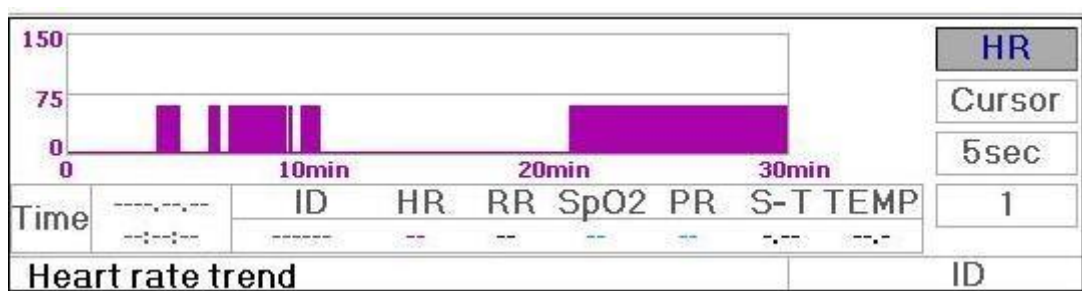 150
HR
75
Cursor
0
5sec
0 10min 20min 30min
Time ----.--.-- ID HR RR SpO2 PR S-T TEMP
1
--:--:-- ------ -- -- -- -- -.-- --.-
Heart rate trend
ID